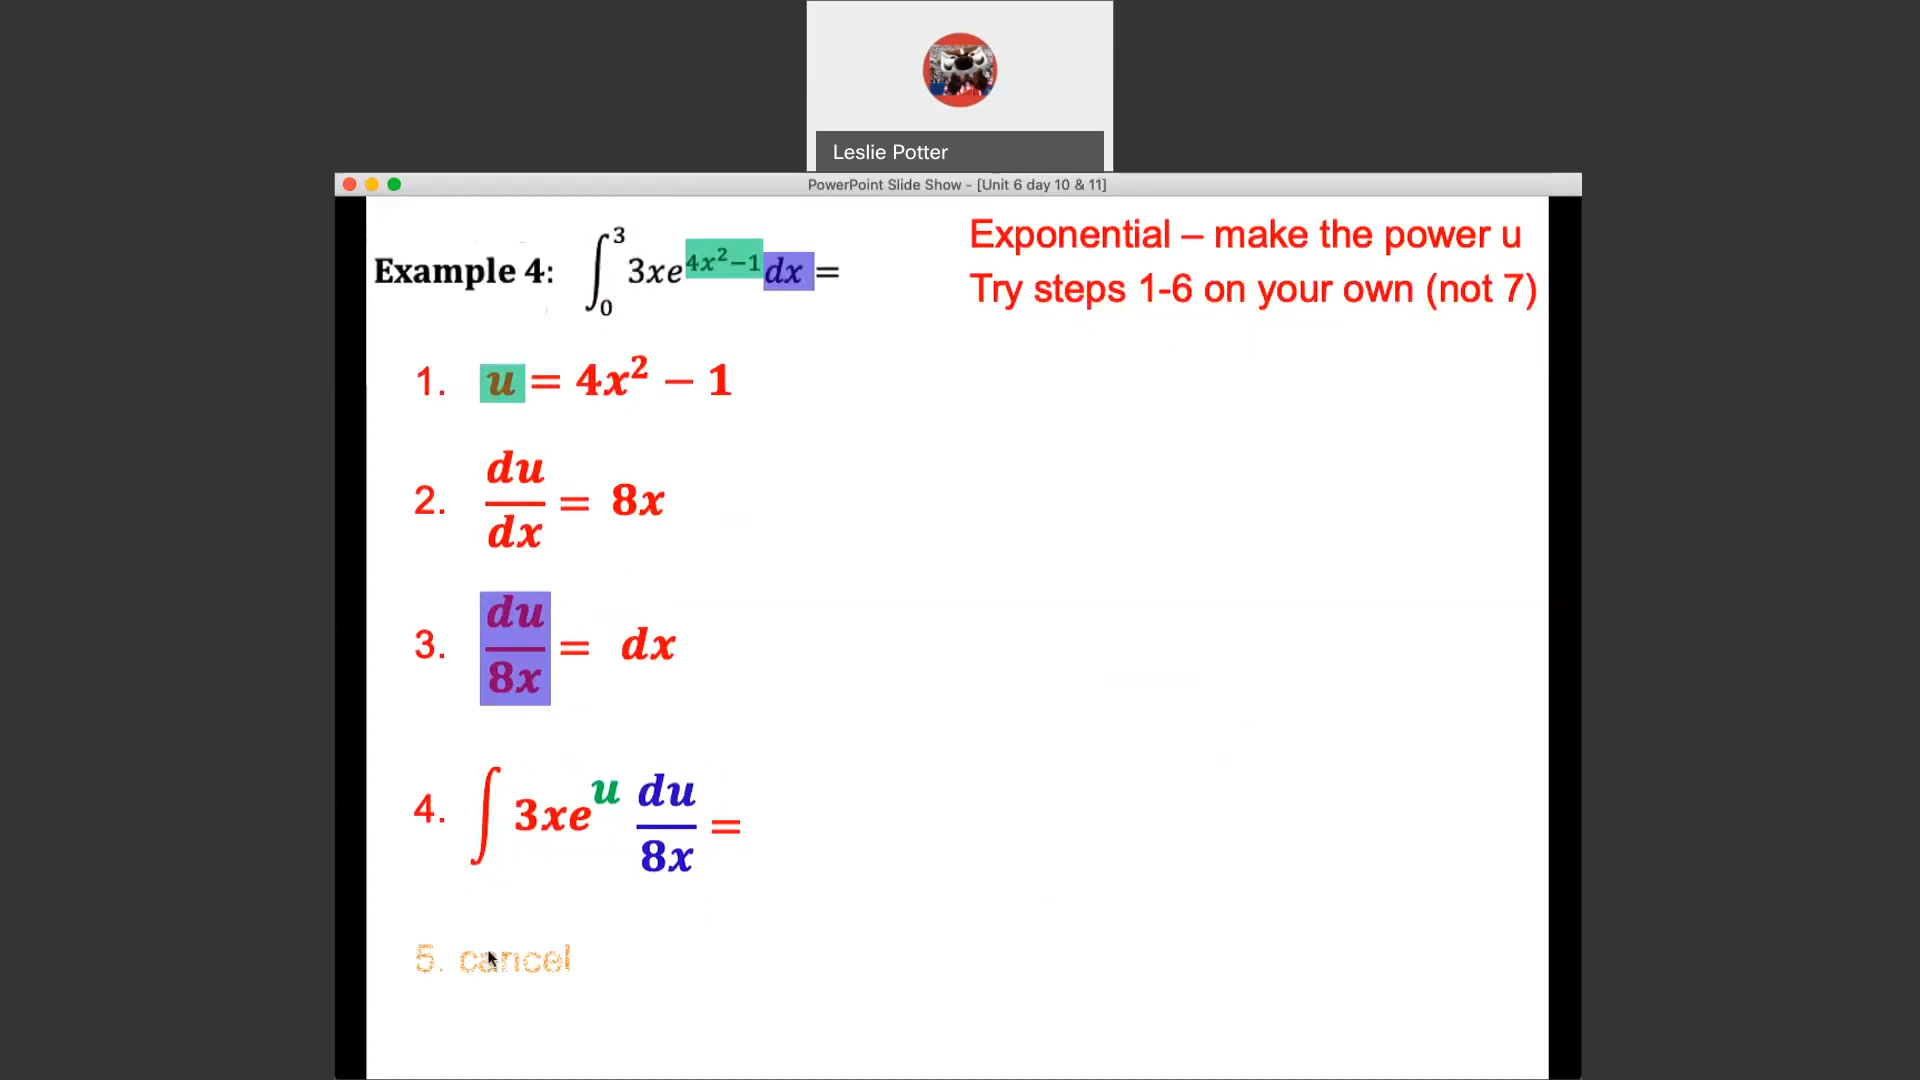 Leslie Potter
PowerPoint Slide Show - [Unit 6 day 10 & 11]
Example 4: ∫₀³ 3xe^(4x²−1) dx =
Exponential – make the power u
Try steps 1-6 on your own (not 7)
1. u = 4x² − 1
2. du/dx = 8x
3. du/8x = dx
4. ∫ 3xe^u du/8x =
5. cancel